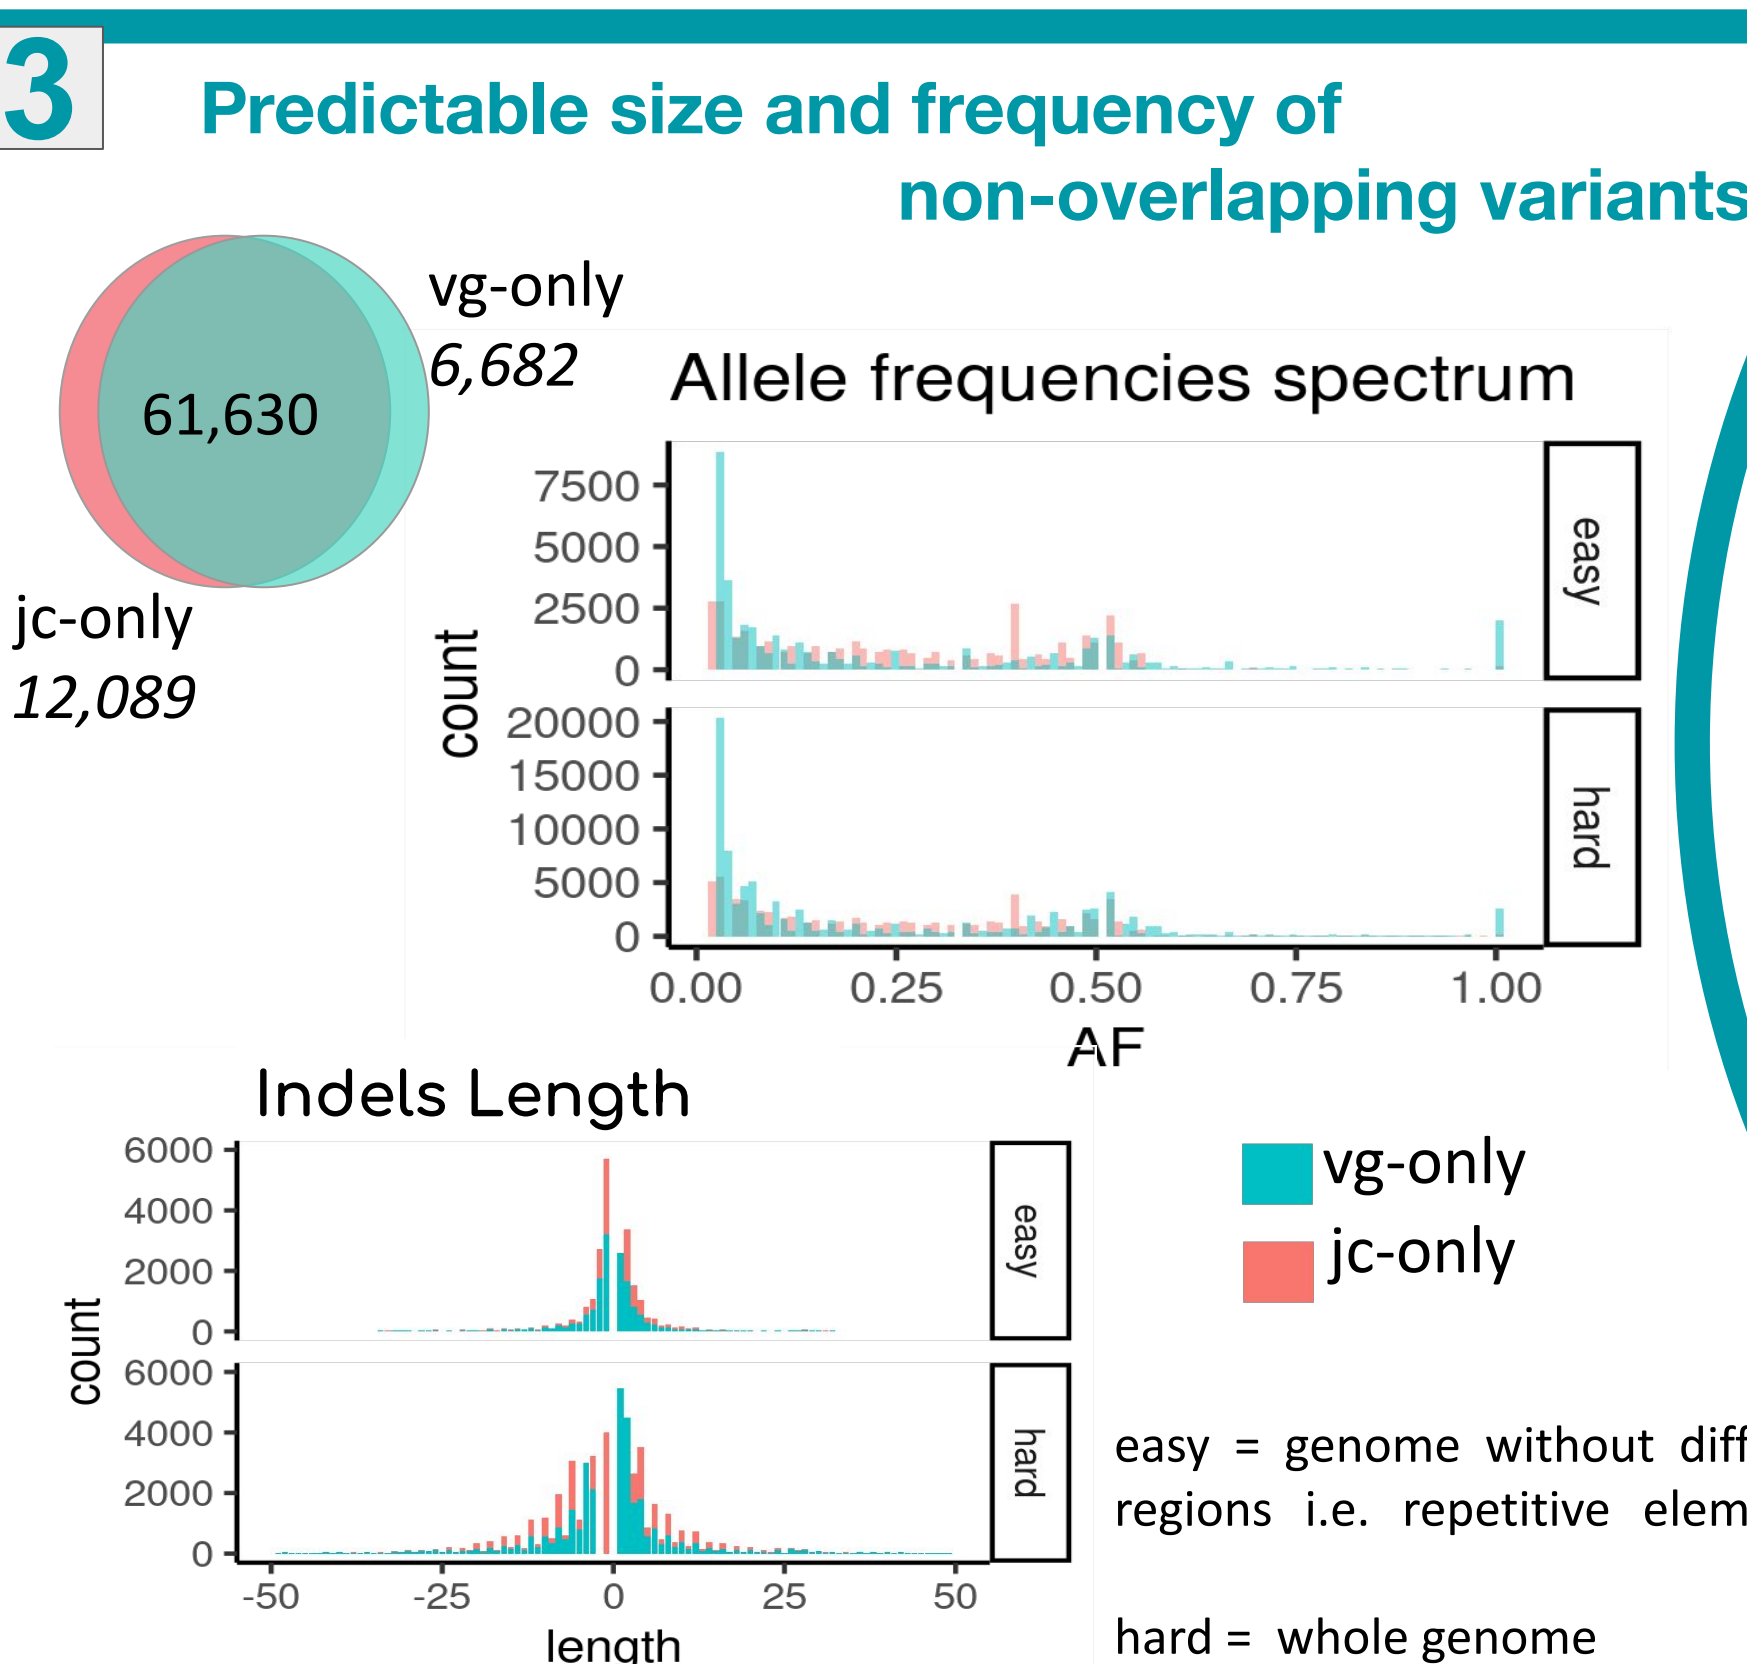 3
Predictable size and frequency of
non-overlapping variants
vg-only
6,682
61,630
jc-only
12,089
Allele frequencies spectrum
count
7500
5000
2500
0
easy
20000
15000
10000
5000
0
hard
0.00 0.25 0.50 0.75 1.00
AF
Indels Length
count
6000
4000
2000
0
easy
6000
4000
2000
0
hard
-50 -25 0 25 50
length
vg-only
jc-only
easy = genome without
regions i.e. repetitive
hard = whole genome